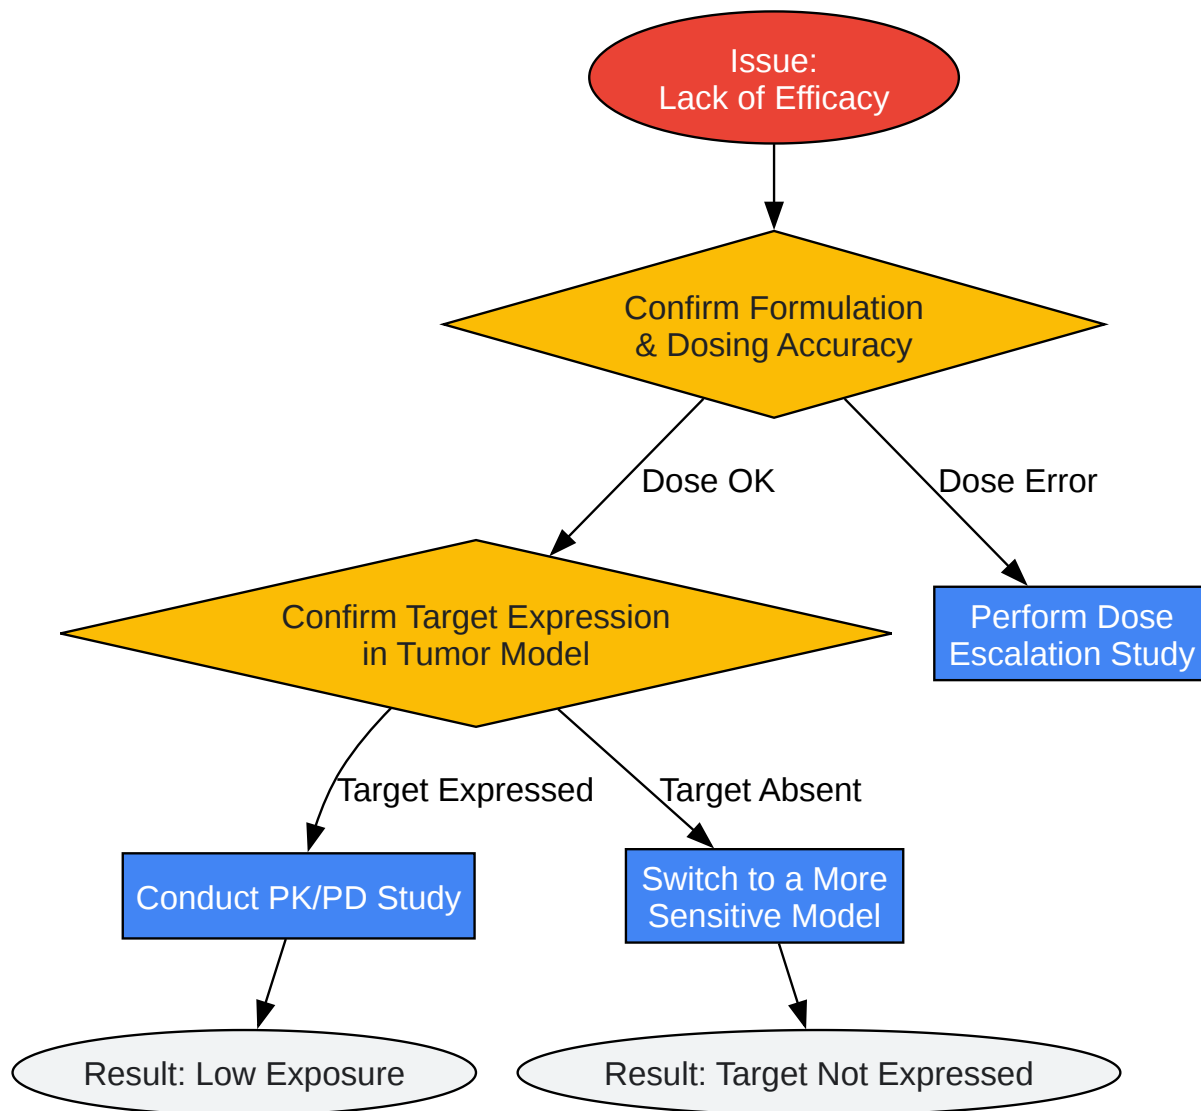 Issue:
Lack of Efficacy
Confirm Formulation
& Dosing Accuracy
Dose OK
Dose Error
Confirm Target Expression
in Tumor Model
Perform Dose
Escalation Study
Target Expressed
Target Absent
Conduct PK/PD Study
Switch to a More
Sensitive Model
Result: Low Exposure
Result: Target Not Expressed